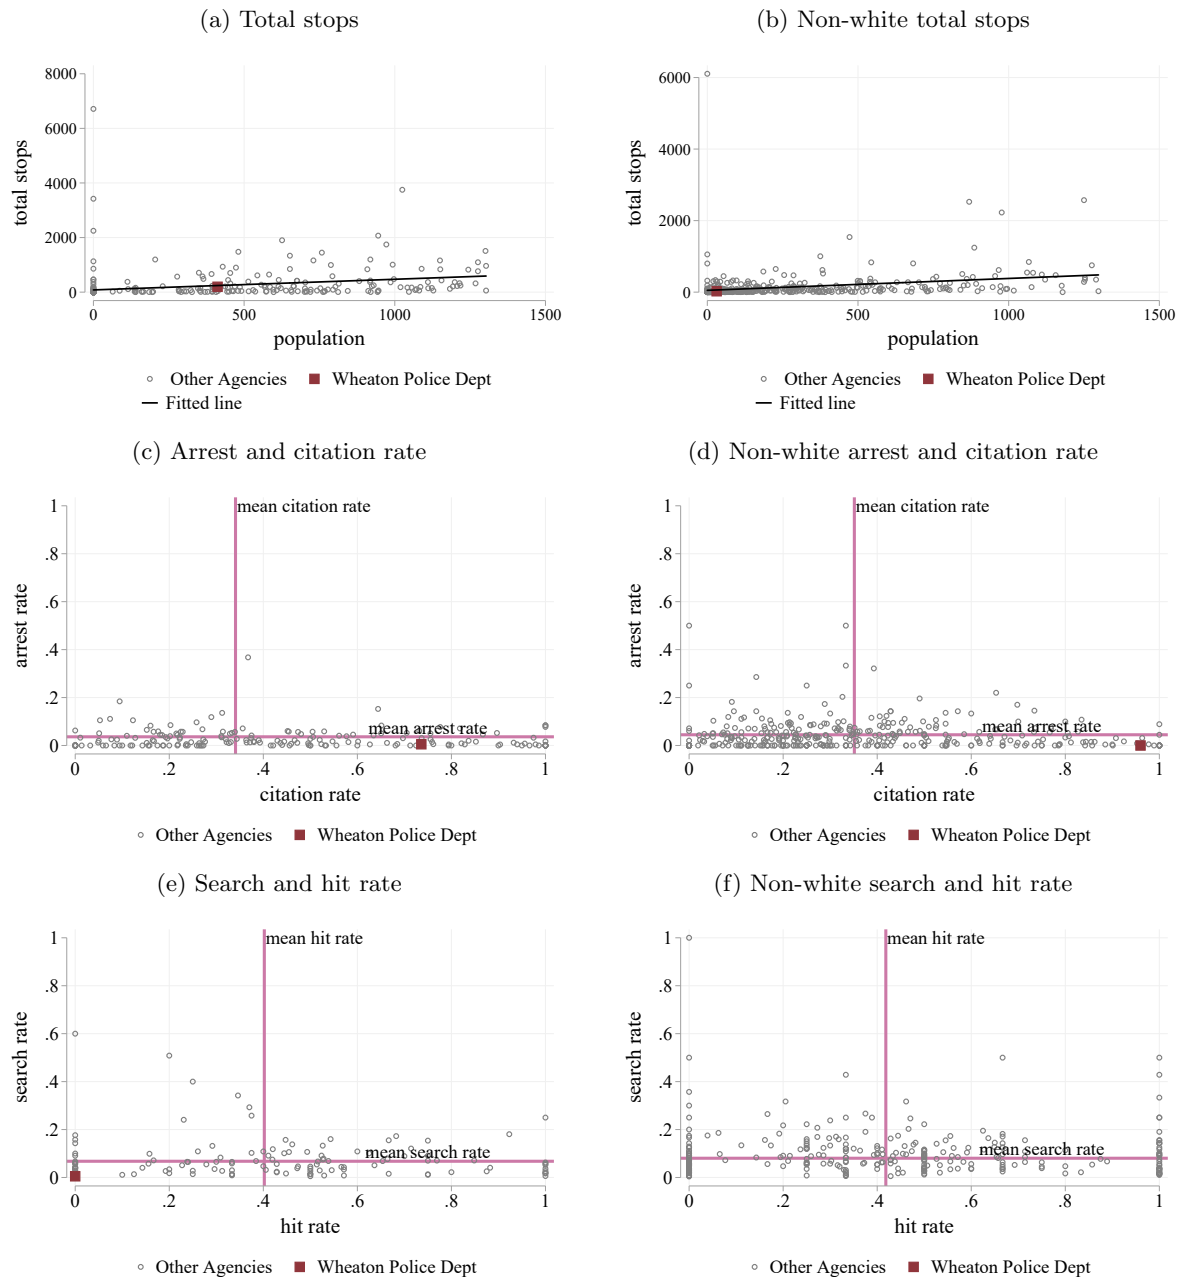 (a) Total stops
8000
6000
4000
2000
0
total stops
0 500 1000 1500
population
Other Agencies Wheaton Police Dept
Fitted line
(b) Non-white total stops
6000
4000
2000
0
total stops
0 500 1000 1500
population
Other Agencies Wheaton Police Dept
Fitted line
(c) Arrest and citation rate
mean citation rate
1
.8
.6
.4
.2
0
arrest rate
mean arrest rate
0 .2 .4 .6 .8 1
citation rate
Other Agencies Wheaton Police Dept
(d) Non-white arrest and citation rate
mean citation rate
1
.8
.6
.4
.2
0
arrest rate
mean arrest rate
0 .2 .4 .6 .8 1
citation rate
Other Agencies Wheaton Police Dept
(e) Search and hit rate
mean hit rate
1
.8
.6
.4
.2
0
search rate
mean search rate
0 .2 .4 .6 .8 1
hit rate
Other Agencies Wheaton Police Dept
(f) Non-white search and hit rate
mean hit rate
1
.8
.6
.4
.2
0
search rate
mean search rate
0 .2 .4 .6 .8 1
hit rate
Other Agencies Wheaton Police Dept